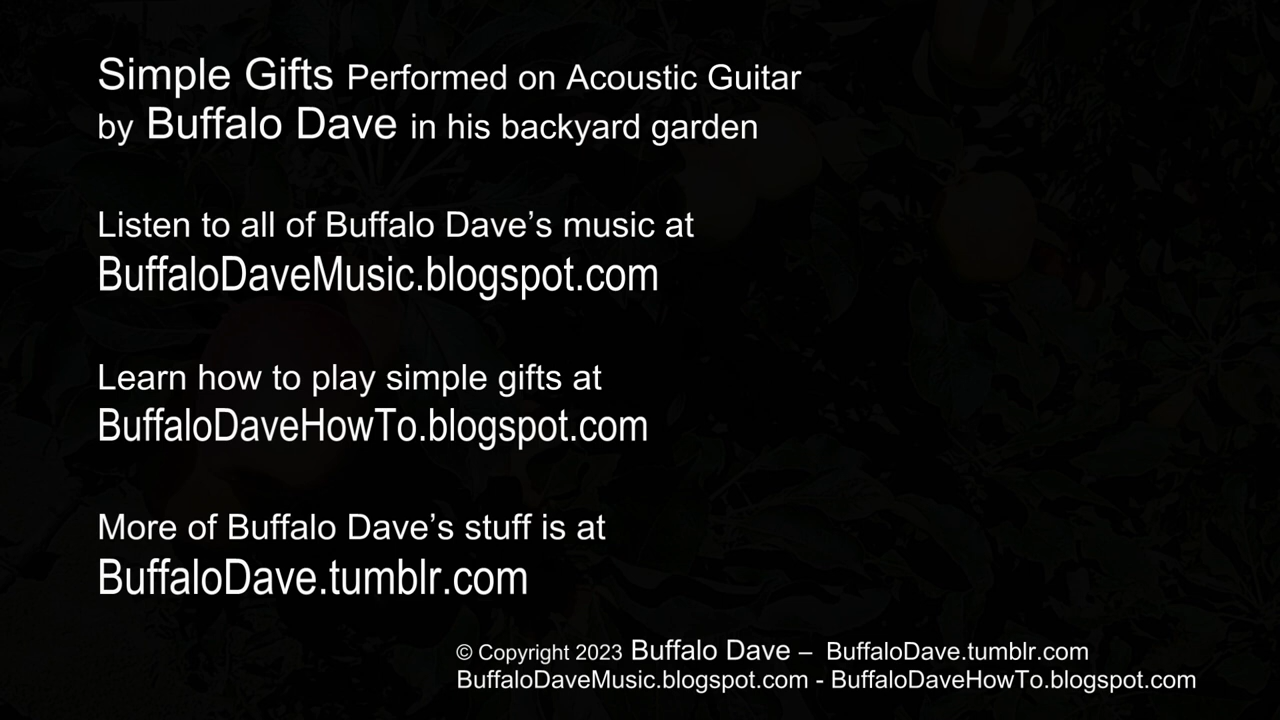 Simple Gifts Performed on Acoustic Guitar
by Buffalo Dave in his backyard garden
Listen to all of Buffalo Dave’s music at
BuffaloDaveMusic.blogspot.com
Learn how to play simple gifts at
BuffaloDaveHowTo.blogspot.com
More of Buffalo Dave’s stuff is at
BuffaloDave.tumblr.com
© Copyright 2023 Buffalo Dave – BuffaloDave.tumblr.com
BuffaloDaveMusic.blogspot.com - BuffaloDaveHowTo.blogspot.com